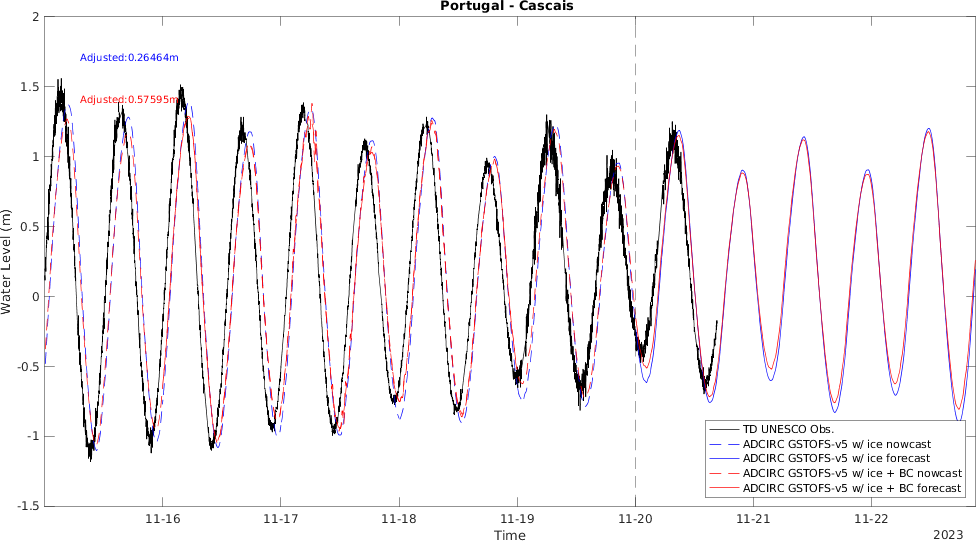 Portugal - Cascais
2
1.5
1
0.5
0
-0.5
-1
-1.5
Water Level (m)
Adjusted:0.26464m
Adjusted:0.57595m
TD UNESCO Obs.
ADCIRC GSTOFS-v5 w/ ice nowcast
ADCIRC GSTOFS-v5 w/ ice forecast
ADCIRC GSTOFS-v5 w/ ice + BC nowcast
ADCIRC GSTOFS-v5 w/ ice + BC forecast
11-16 11-17 11-18 11-19 11-20 11-21 11-22
Time
2023